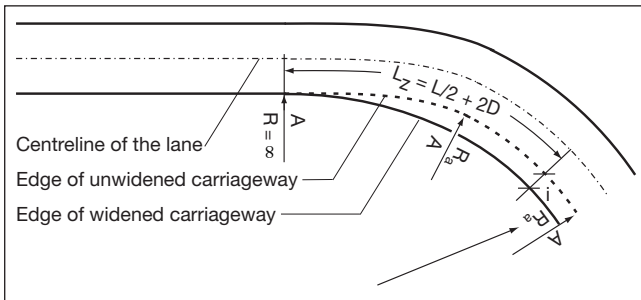 L_Z = L/2 + 2D
Centreline of the lane
A
R = ∞
Edge of unwidened carriageway
A
R_a
Edge of widened carriageway
i
R_a
A